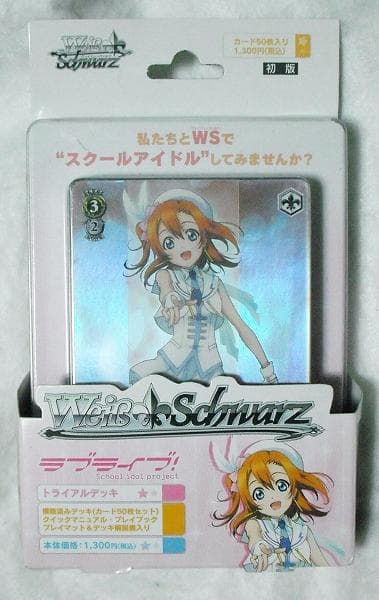 Weiß Schwarz
カード50枚入り
1,300円(税込)
初版
私たちとWSで
“スクールアイドル”してみませんか?
3
2
Weiß Schwarz
ラブライブ!
School idol project
トライアルデッキ
構築済みデッキ(カード50枚セット)
クイックマニュアル・プレイブック
プレイマット&デッキ解説書入り
本体価格:1,300円(税込)